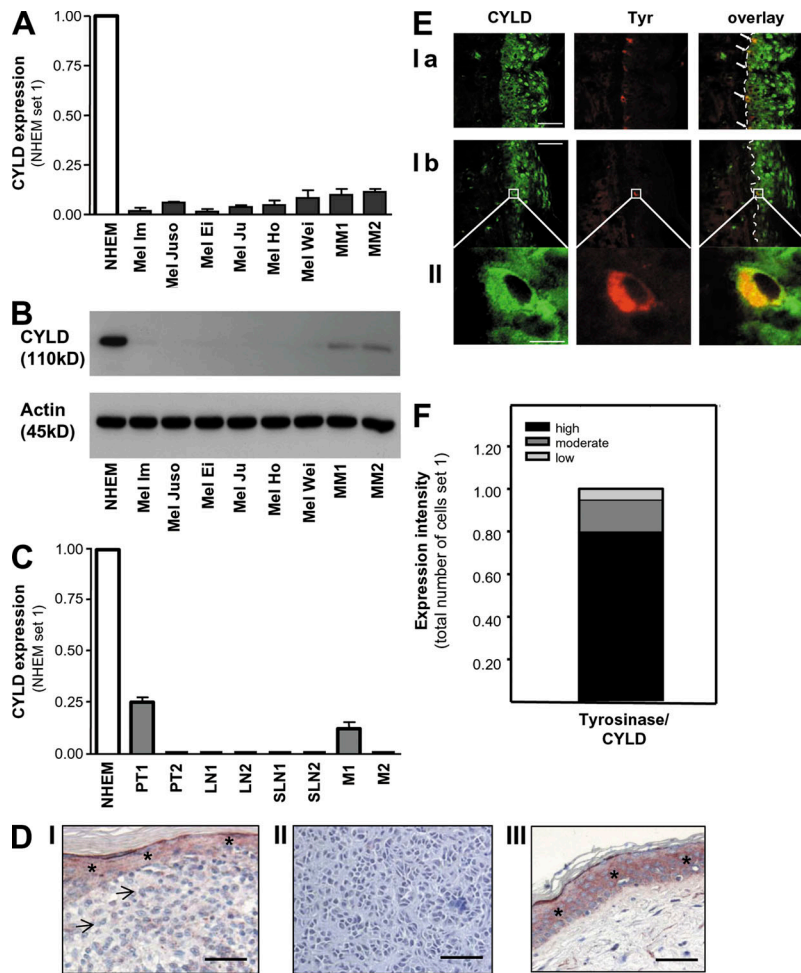 A
CYLD expression
(NHEM set 1)
1.00
0.75
0.50
0.25
0.00
NHEM
Mel Im
Mel Juso
Mel Ei
Mel Ju
Mel Ho
Mel Wei
MM1
MM2
B
CYLD
(110kD)
Actin
(45kD)
NHEM
Mel Im
Mel Juso
Mel Ei
Mel Ju
Mel Ho
Mel Wei
MM1
MM2
C
CYLD expression
(NHEM set 1)
1.00
0.75
0.50
0.25
0.00
NHEM
PT1
PT2
LN1
LN2
SLN1
SLN2
M1
M2
D
I
* * *
II
III
* * *
E
CYLD Tyr overlay
I a
I b
II
F
Expression intensity
(total number of cells set 1)
1.20
1.00
0.80
0.60
0.40
0.20
high
moderate
low
Tyrosinase/
CYLD